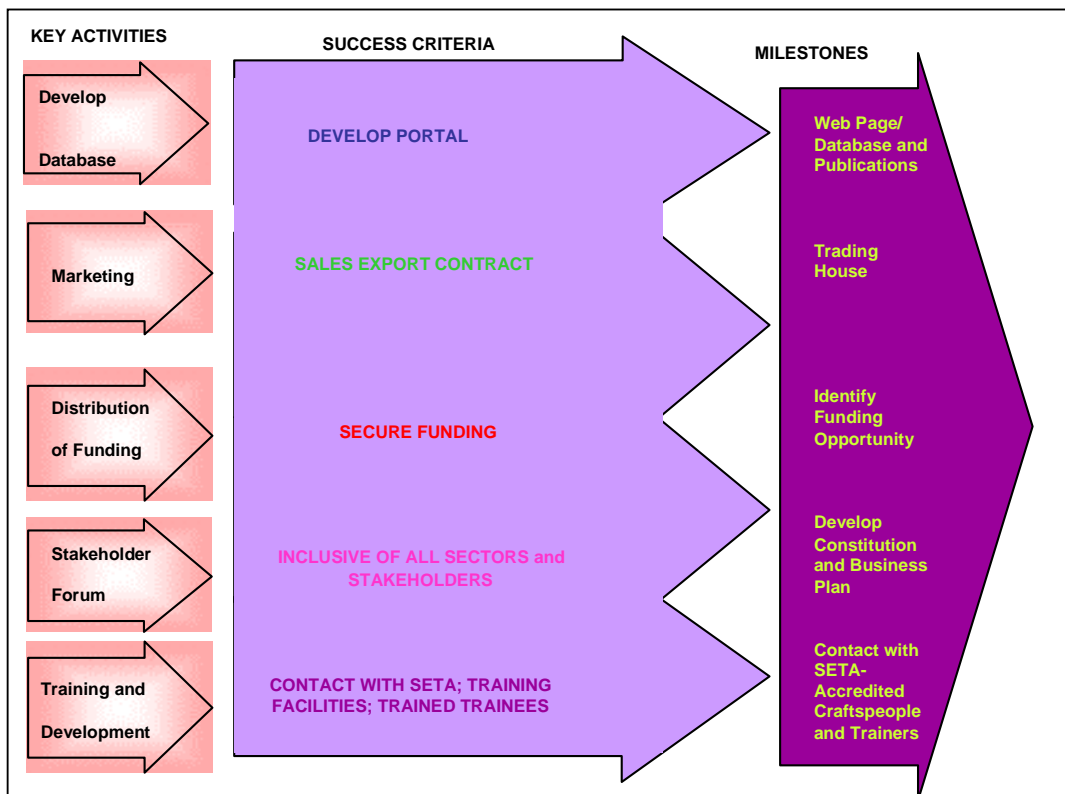 KEY ACTIVITIES
SUCCESS CRITERIA
MILESTONES
Develop
Database
DEVELOP PORTAL
Web Page/
Database and
Publications
Marketing
SALES EXPORT CONTRACT
Trading
House
Distribution
of Funding
SECURE FUNDING
Identify
Funding
Opportunity
Stakeholder
Forum
INCLUSIVE OF ALL SECTORS and
STAKEHOLDERS
Develop
Constitution
and Business
Plan
Training and
Development
CONTACT WITH SETA; TRAINING
FACILITIES; TRAINED TRAINEES
Contact with
SETA-
Accredited
Craftspeople
and Trainers